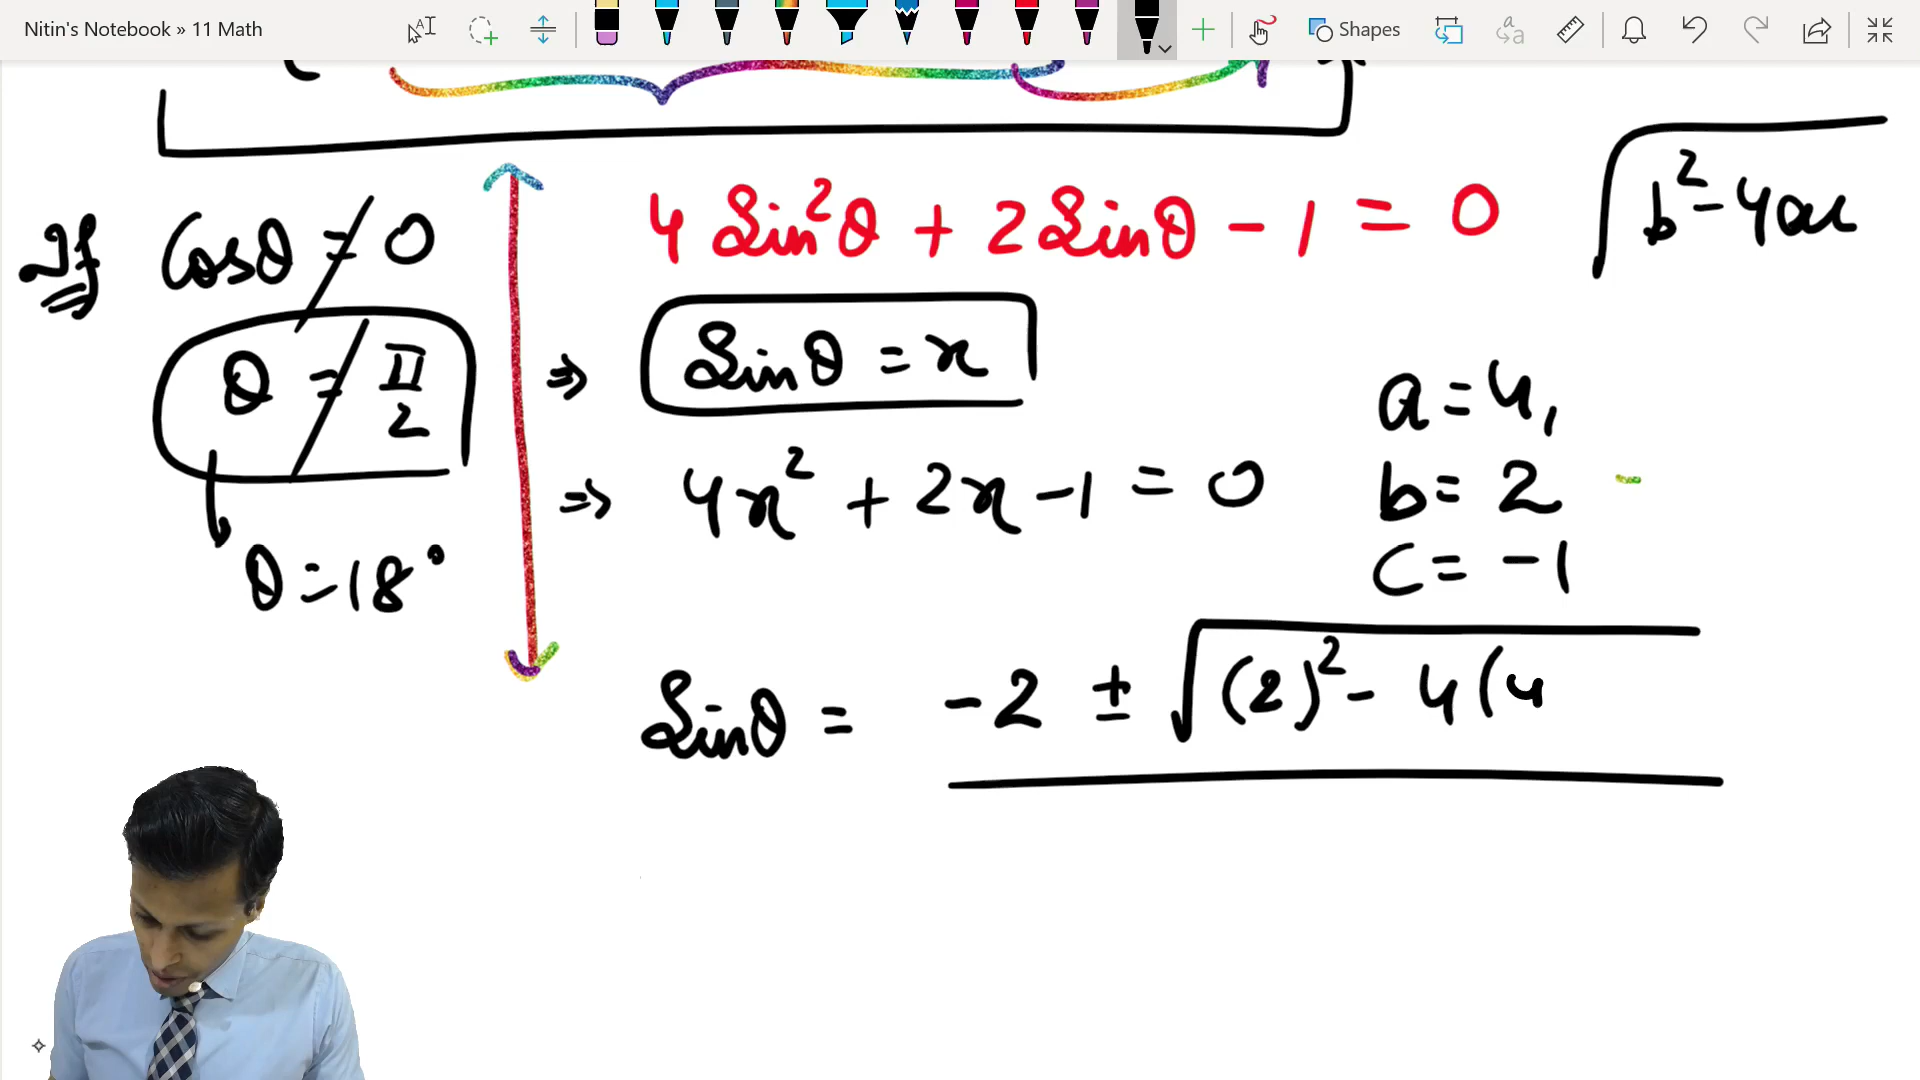 Nitin's Notebook » 11 Math
Shapes
If Cosθ ≠ 0
θ ≠ π/2
θ = 18°
4 Sin²θ + 2 Sinθ - 1 = 0
⇒ Sinθ = x
⇒ 4x² + 2x - 1 = 0
√b² - 4ac
a = 4,
b = 2 -
c = -1
Sinθ = -2 ± √(2)² - 4(4